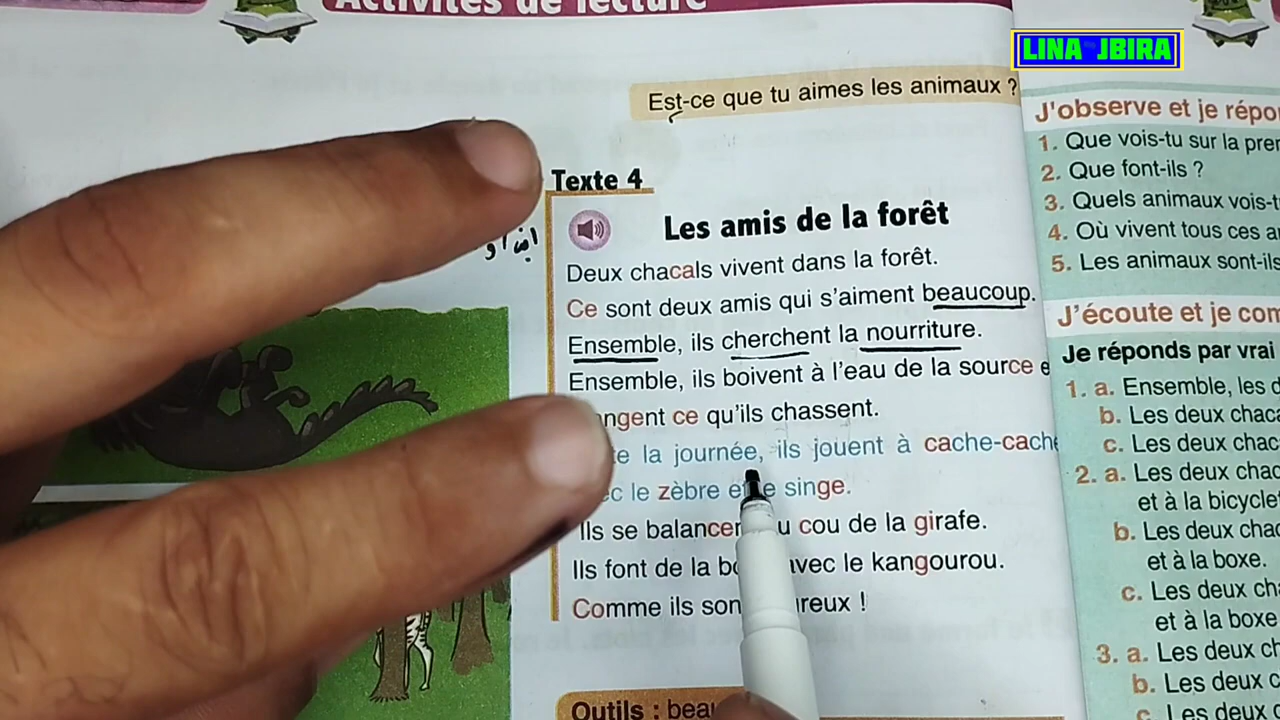 Activités de lecture
LINA JBIRA
Est-ce que tu aimes les animaux ?
Texte 4
Les amis de la forêt
Deux chacals vivent dans la forêt.
Ce sont deux amis qui s'aiment beaucoup.
Ensemble, ils cherchent la nourriture.
Ensemble, ils boivent à l'eau de la source e
ngent ce qu'ils chassent.
te la journée, ils jouent à cache-cache
c le zèbre et le singe.
Ils se balancen u cou de la girafe.
Ils font de la bo avec le kangourou.
Comme ils son ureux !
Outils : beau
J'observe et je répo
1. Que vois-tu sur la prem
2. Que font-ils ?
3. Quels animaux vois-t
4. Où vivent tous ces an
5. Les animaux sont-ils
J'écoute et je com
Je réponds par vrai
1. a. Ensemble, les d
b. Les deux chaca
c. Les deux chac
2. a. Les deux chac
et à la bicyclet
b. Les deux chac
et à la boxe.
c. Les deux cha
et à la boxe
3. a. Les deux ch
b. Les deux c
c. Les deux c